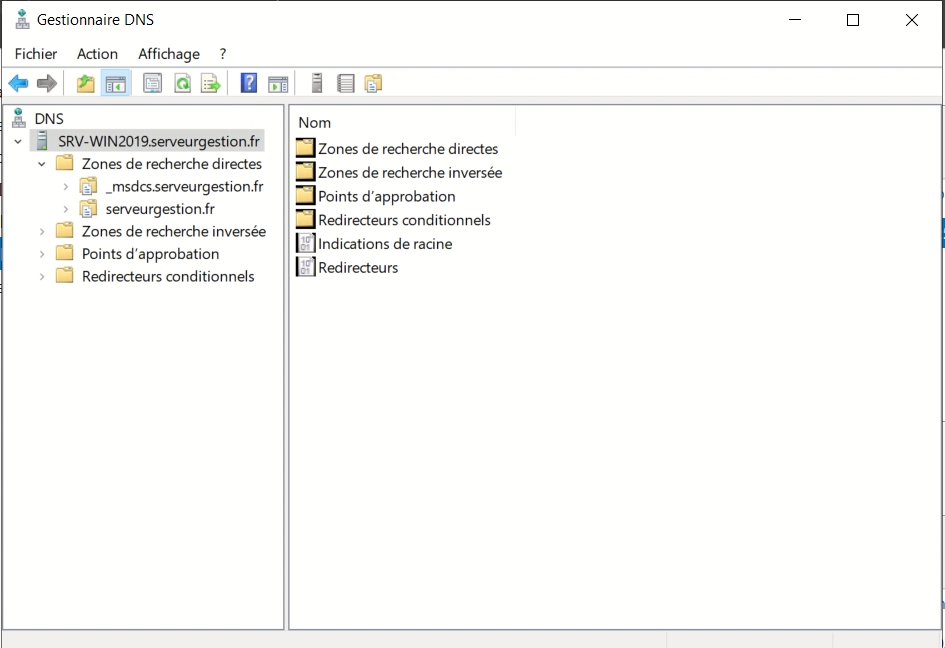 Gestionnaire DNS
Fichier Action Affichage ?
DNS
SRV-WIN2019.serveurgestion.fr
Zones de recherche directes
_msdcs.serveurgestion.fr
serveurgestion.fr
Zones de recherche inversée
Points d'approbation
Redirecteurs conditionnels
Nom
Zones de recherche directes
Zones de recherche inversée
Points d'approbation
Redirecteurs conditionnels
Indications de racine
Redirecteurs